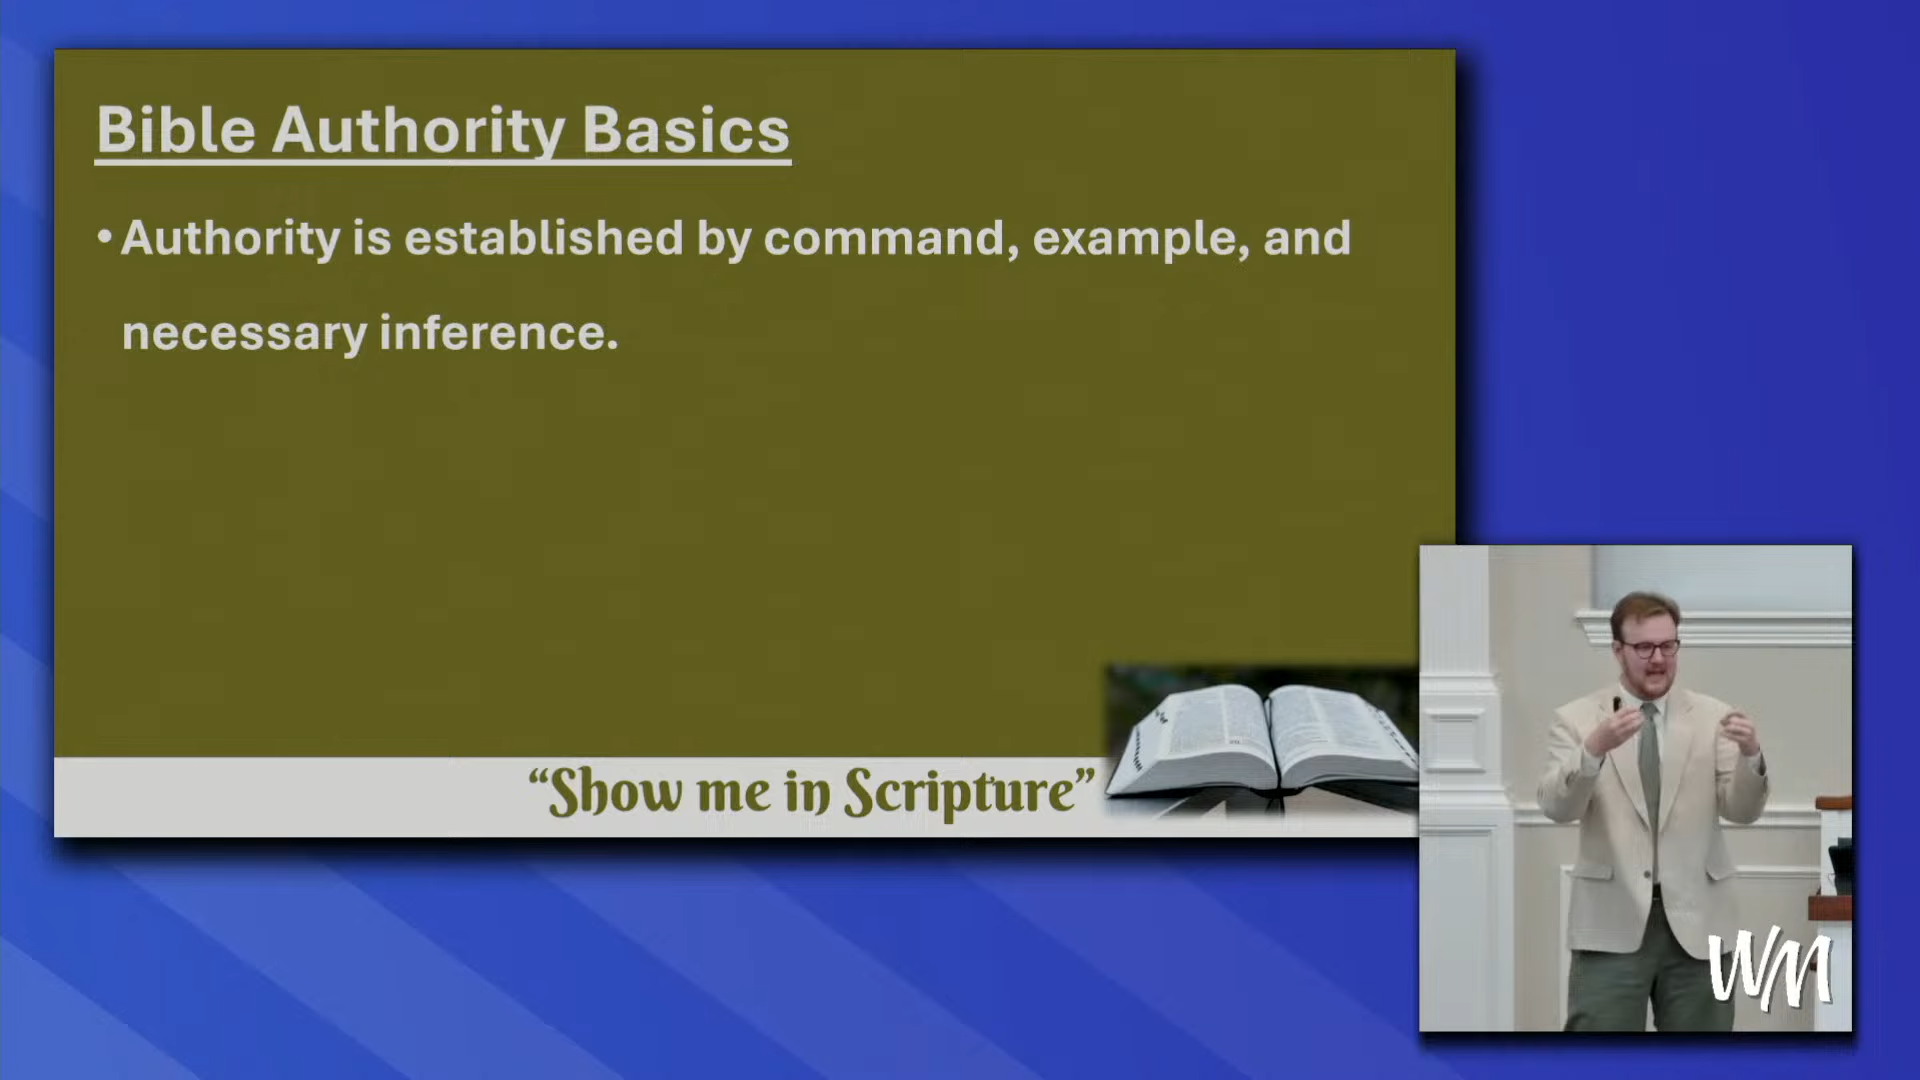 Bible Authority Basics
• Authority is established by command, example, and
necessary inference.
“Show me in Scripture”
WM